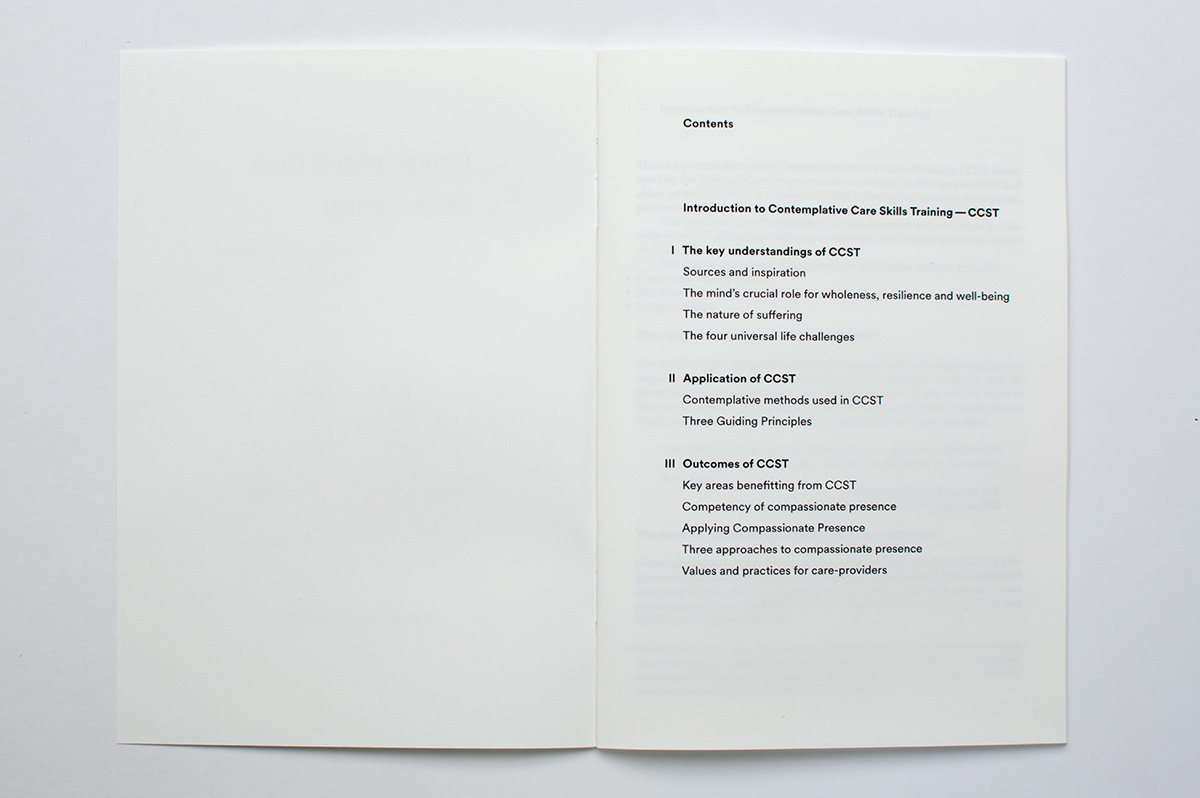 Contents
Introduction to Contemplative Care Skills Training — CCST
I The key understandings of CCST
Sources and inspiration
The mind's crucial role for wholeness, resilience and well-being
The nature of suffering
The four universal life challenges
II Application of CCST
Contemplative methods used in CCST
Three Guiding Principles
III Outcomes of CCST
Key areas benefitting from CCST
Competency of compassionate presence
Applying Compassionate Presence
Three approaches to compassionate presence
Values and practices for care-providers